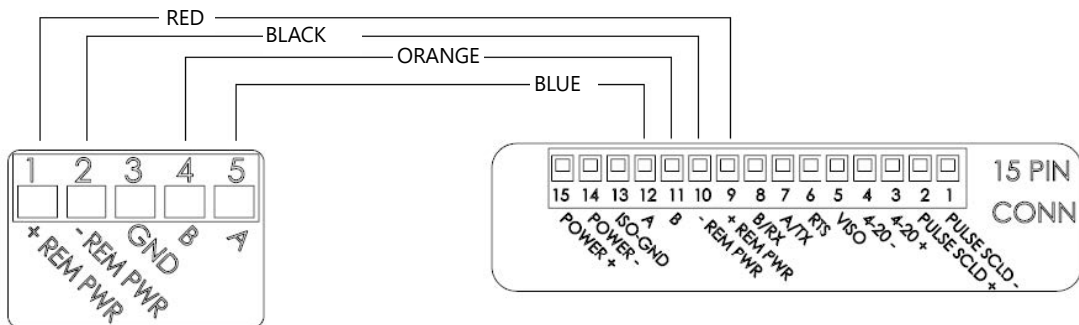 RED
BLACK
ORANGE
BLUE
1 2 3 4 5
+ REM PWR
- REM PWR
GND
B
A
15 14 13 12 11 10 9 8 7 6 5 4 3 2 1
POWER +
POWER -
ISO-GND
A
B
- REM PWR
+ REM PWR
B/RX
A/TX
RTS
VISO
4-20 -
4-20 +
PULSE SCLD +
PULSE SCLD -
15 PIN
CONN